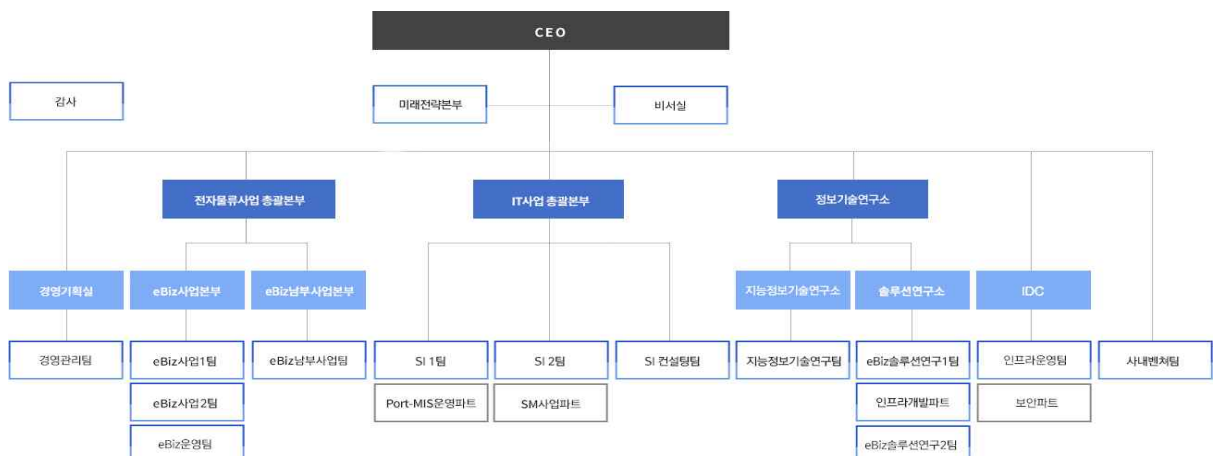 CEO
감사
미래전략본부
비서실
전자물류사업 총괄본부
IT사업 총괄본부
정보기술연구소
경영기획실
eBiz사업본부
eBiz남부사업본부
지능정보기술연구소
솔루션연구소
IDC
경영관리팀
eBiz사업1팀
eBiz남부사업팀
SI 1팀
SI 2팀
SI 컨설팅팀
지능정보기술연구팀
eBiz솔루션연구1팀
인프라운영팀
사내벤쳐팀
eBiz사업2팀
Port-MIS운영파트
SM사업파트
인프라개발파트
보안파트
eBiz운영팀
eBiz솔루션연구2팀